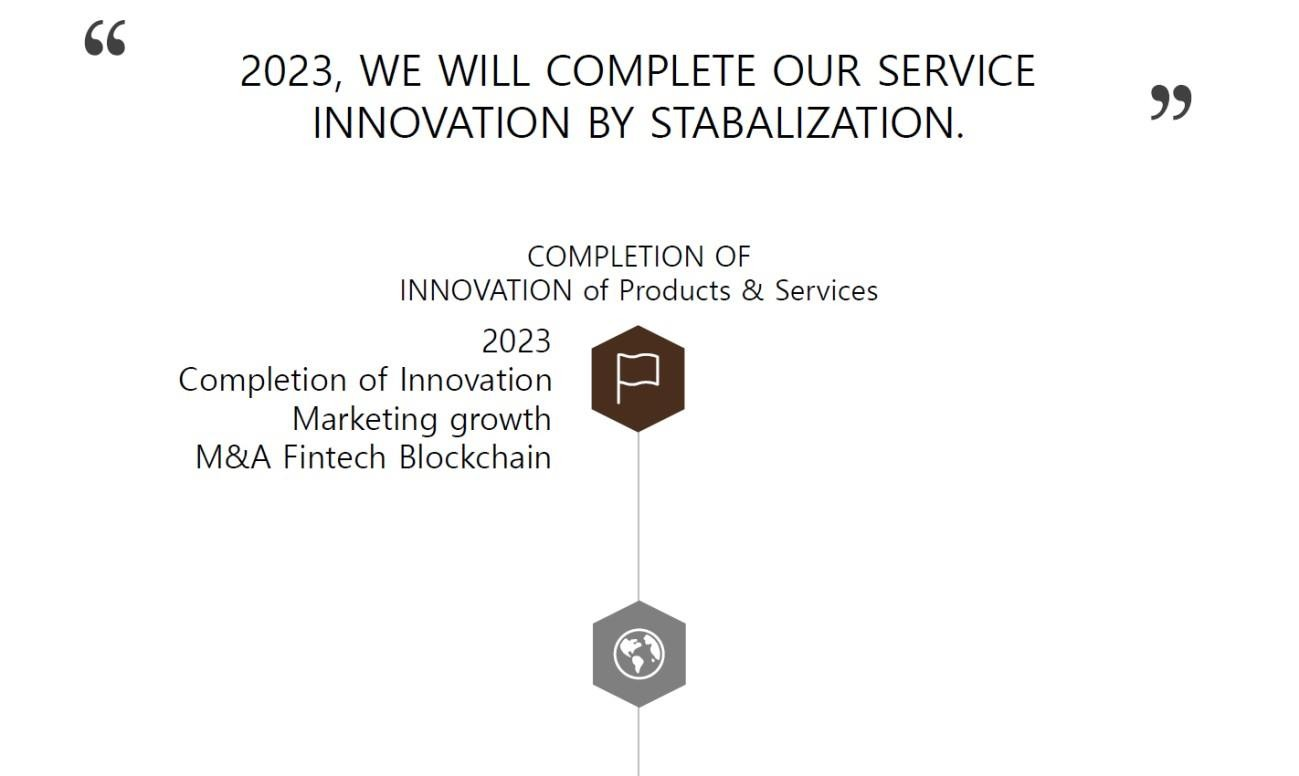 “
2023, WE WILL COMPLETE OUR SERVICE
INNOVATION BY STABALIZATION.
”
COMPLETION OF
INNOVATION of Products & Services
2023
Completion of Innovation
Marketing growth
M&A Fintech Blockchain